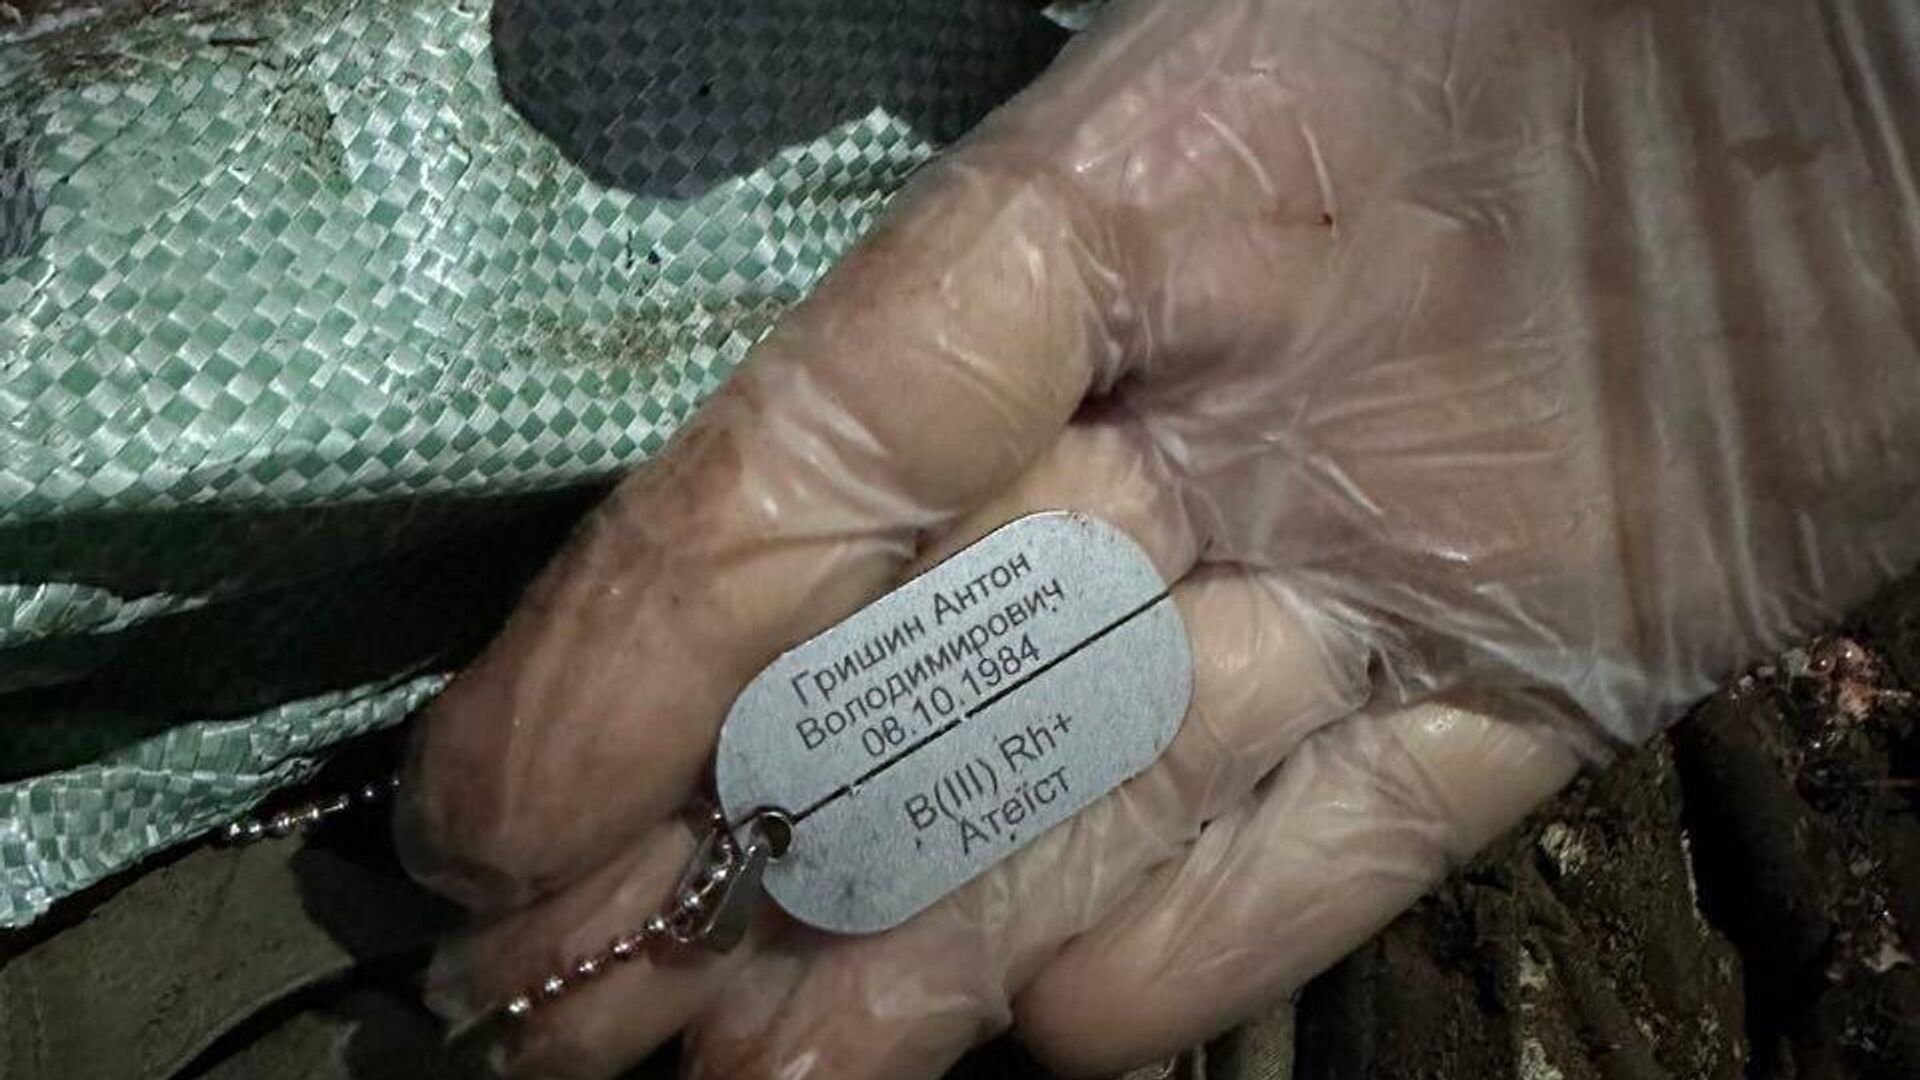 Гришин Антон
Володимирович
08.10.1984
B(III) Rh+
Атеїст